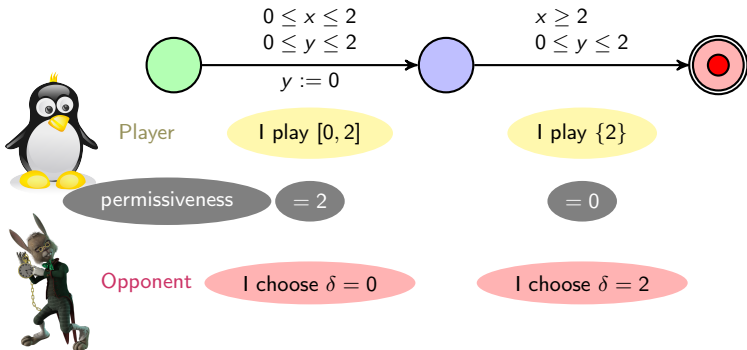 0 ≤ x ≤ 2
0 ≤ y ≤ 2
y := 0
x ≥ 2
0 ≤ y ≤ 2
Player
I play [0, 2]
I play {2}
permissiveness
= 2
= 0
Opponent
I choose δ = 0
I choose δ = 2